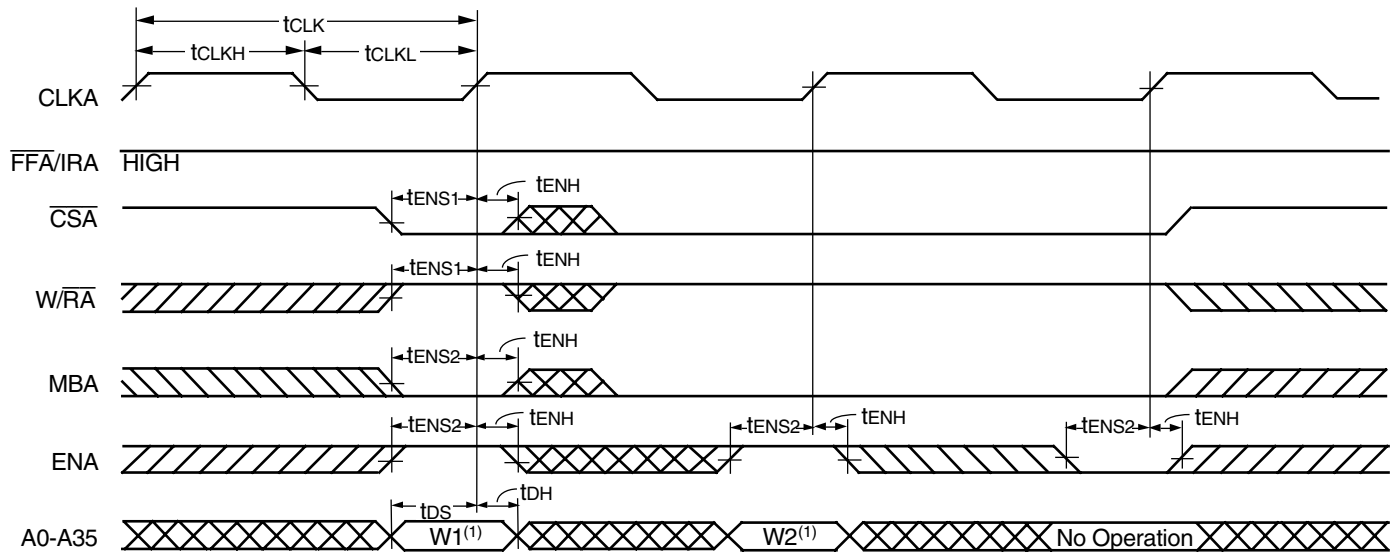 tCLK
tCLKH tCLKL
CLKA
FFA/IRA HIGH
tENS1 tENH
CSA
tENS1 tENH
W/RA
tENS2 tENH
MBA
tENS2 tENH tENS2 tENH tENS2 tENH
ENA
tDS tDH
A0-A35 W1(1) W2(1) No Operation